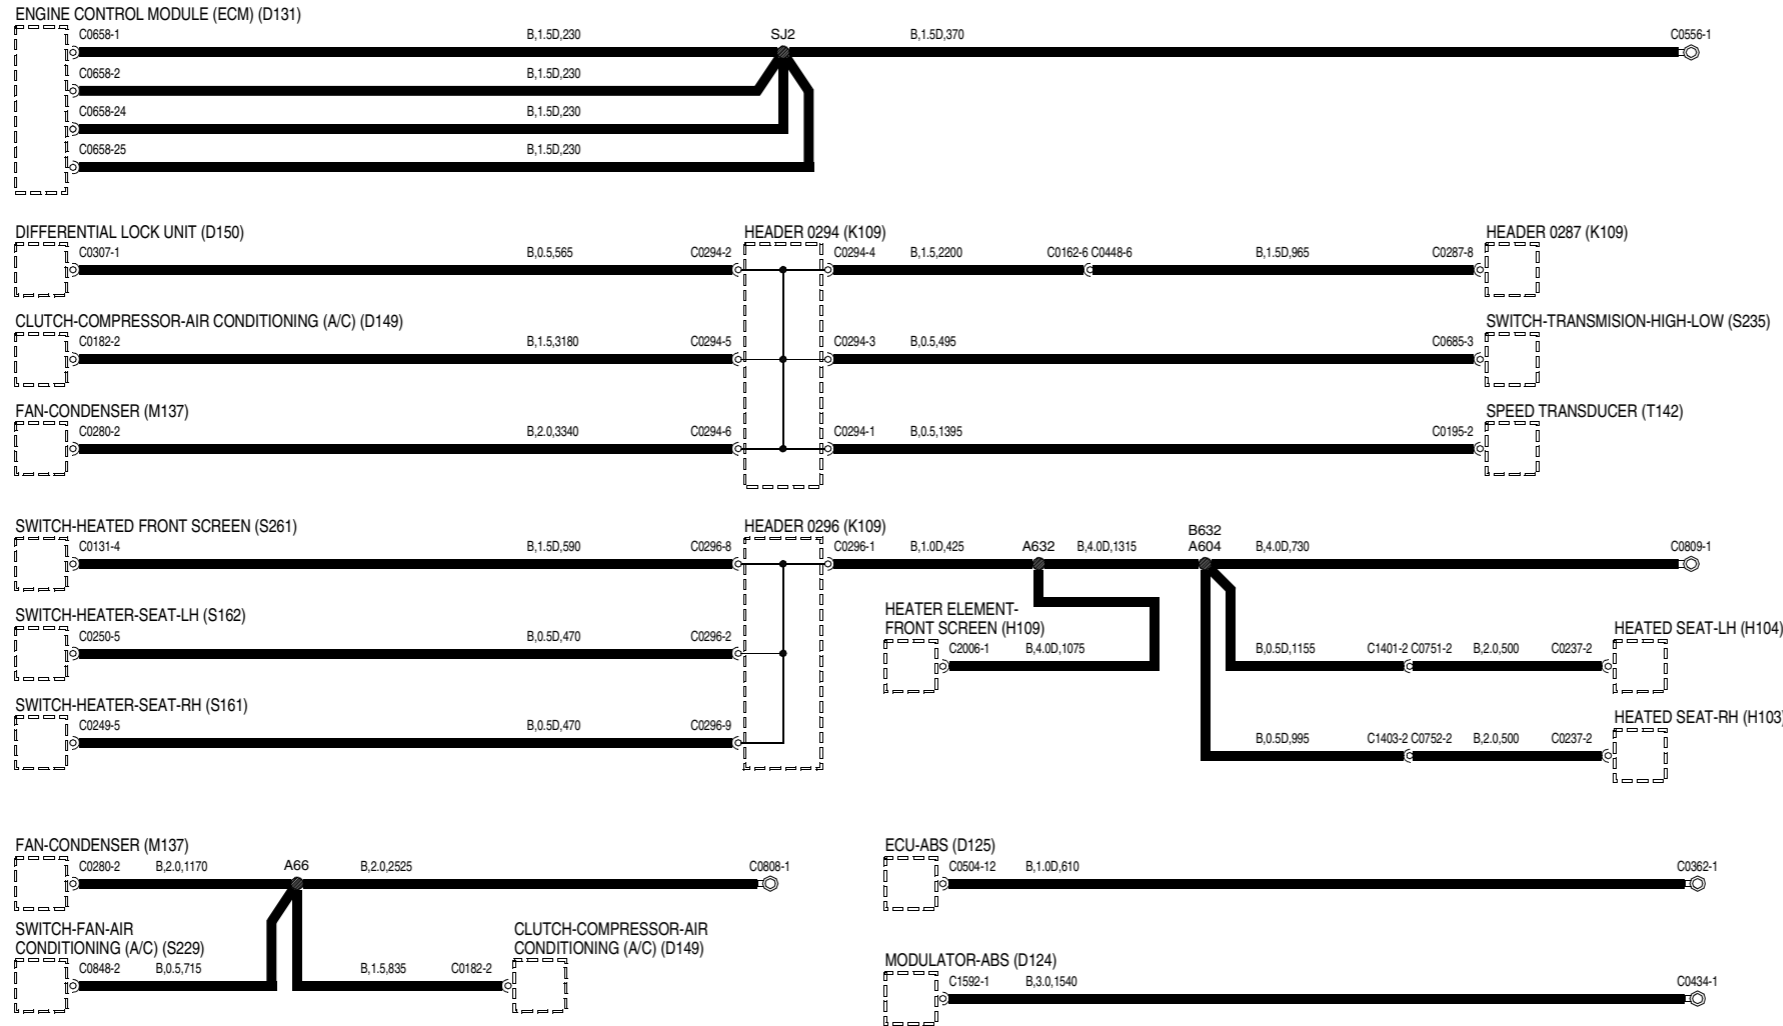 ENGINE CONTROL MODULE (ECM) (D131)
C0658-1 B,1.5D,230 SJ2 B,1.5D,370 C0556-1
C0658-2 B,1.5D,230
C0658-24 B,1.5D,230
C0658-25 B,1.5D,230
DIFFERENTIAL LOCK UNIT (D150) HEADER 0294 (K109) HEADER 0287 (K109)
C0307-1 B,0.5,565 C0294-2 C0294-4 B,1.5,2200 C0162-6 C0448-6 B,1.5D,965 C0287-8
CLUTCH-COMPRESSOR-AIR CONDITIONING (A/C) (D149) SWITCH-TRANSMISION-HIGH-LOW (S235)
C0182-2 B,1.5,3180 C0294-5 C0294-3 B,0.5,495 C0685-3
FAN-CONDENSER (M137) SPEED TRANSDUCER (T142)
C0280-2 B,2.0,3340 C0294-6 C0294-1 B,0.5,1395 C0195-2
SWITCH-HEATED FRONT SCREEN (S261) HEADER 0296 (K109) B632
C0131-4 B,1.5D,590 C0296-8 C0296-1 B,1.0D,425 A632 B,4.0D,1315 A604 B,4.0D,730 C0809-1
SWITCH-HEATER-SEAT-LH (S162)
C0250-5 B,0.5D,470 C0296-2
HEATER ELEMENT-
FRONT SCREEN (H109) HEATED SEAT-LH (H104)
C2006-1 B,4.0D,1075 B,0.5D,1155 C1401-2 C0751-2 B,2.0,500 C0237-2
SWITCH-HEATER-SEAT-RH (S161) HEATED SEAT-RH (H103)
C0249-5 B,0.5D,470 C0296-9 B,0.5D,995 C1403-2 C0752-2 B,2.0,500 C0237-2
FAN-CONDENSER (M137)
C0280-2 B,2.0,1170 A66 B,2.0,2525 C0808-1
SWITCH-FAN-AIR
CONDITIONING (A/C) (S229)
C0848-2 B,0.5,715
CLUTCH-COMPRESSOR-AIR
CONDITIONING (A/C) (D149)
B,1.5,835 C0182-2
ECU-ABS (D125)
C0504-12 B,1.0D,610 C0362-1
MODULATOR-ABS (D124)
C1592-1 B,3.0,1540 C0434-1